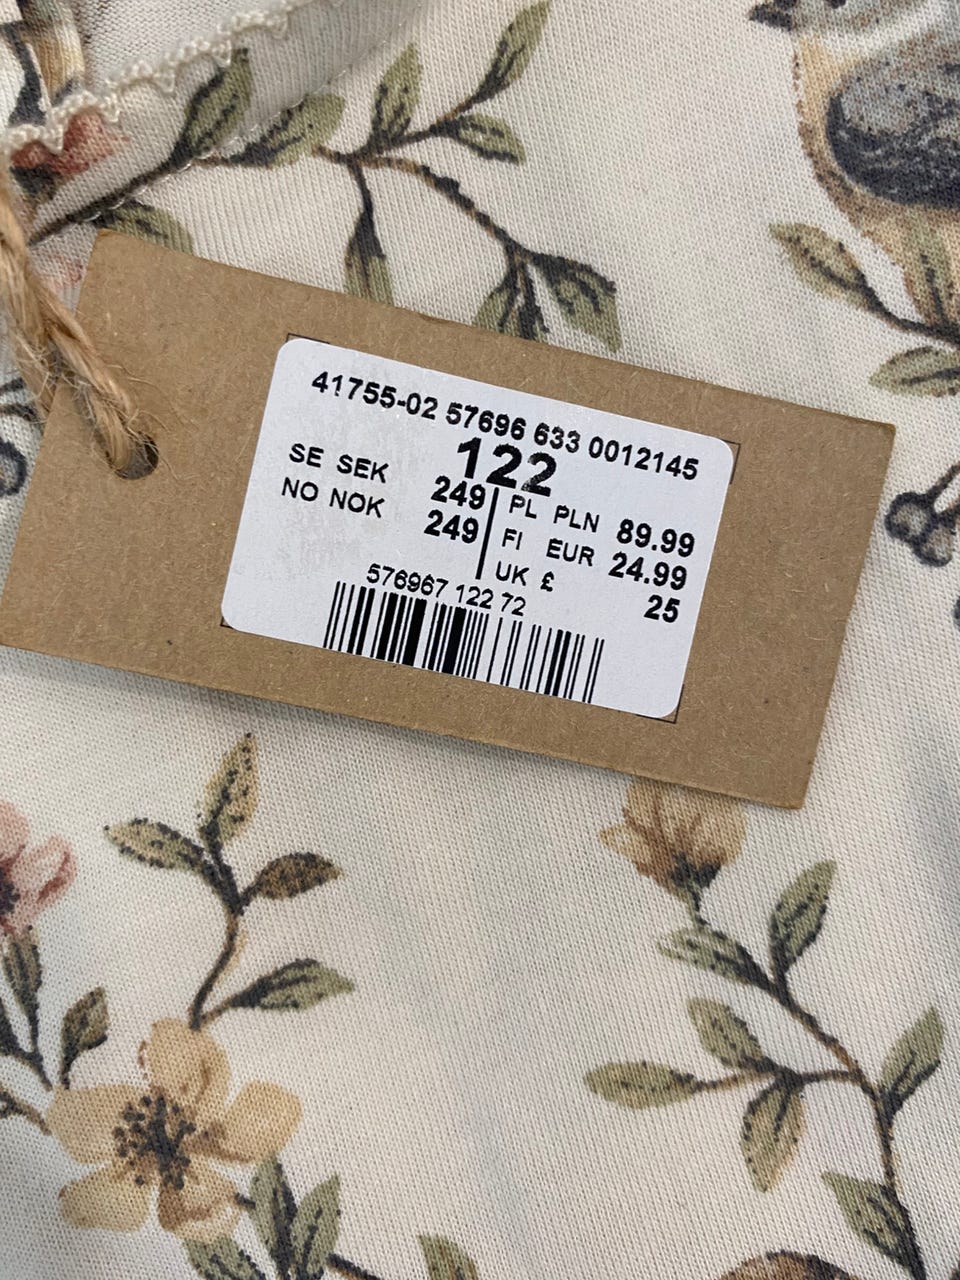 41755-02 57696 633 0012145
122
SE SEK 249
NO NOK 249
PL PLN 89.99
FI EUR 24.99
UK £ 25
576967 122 72